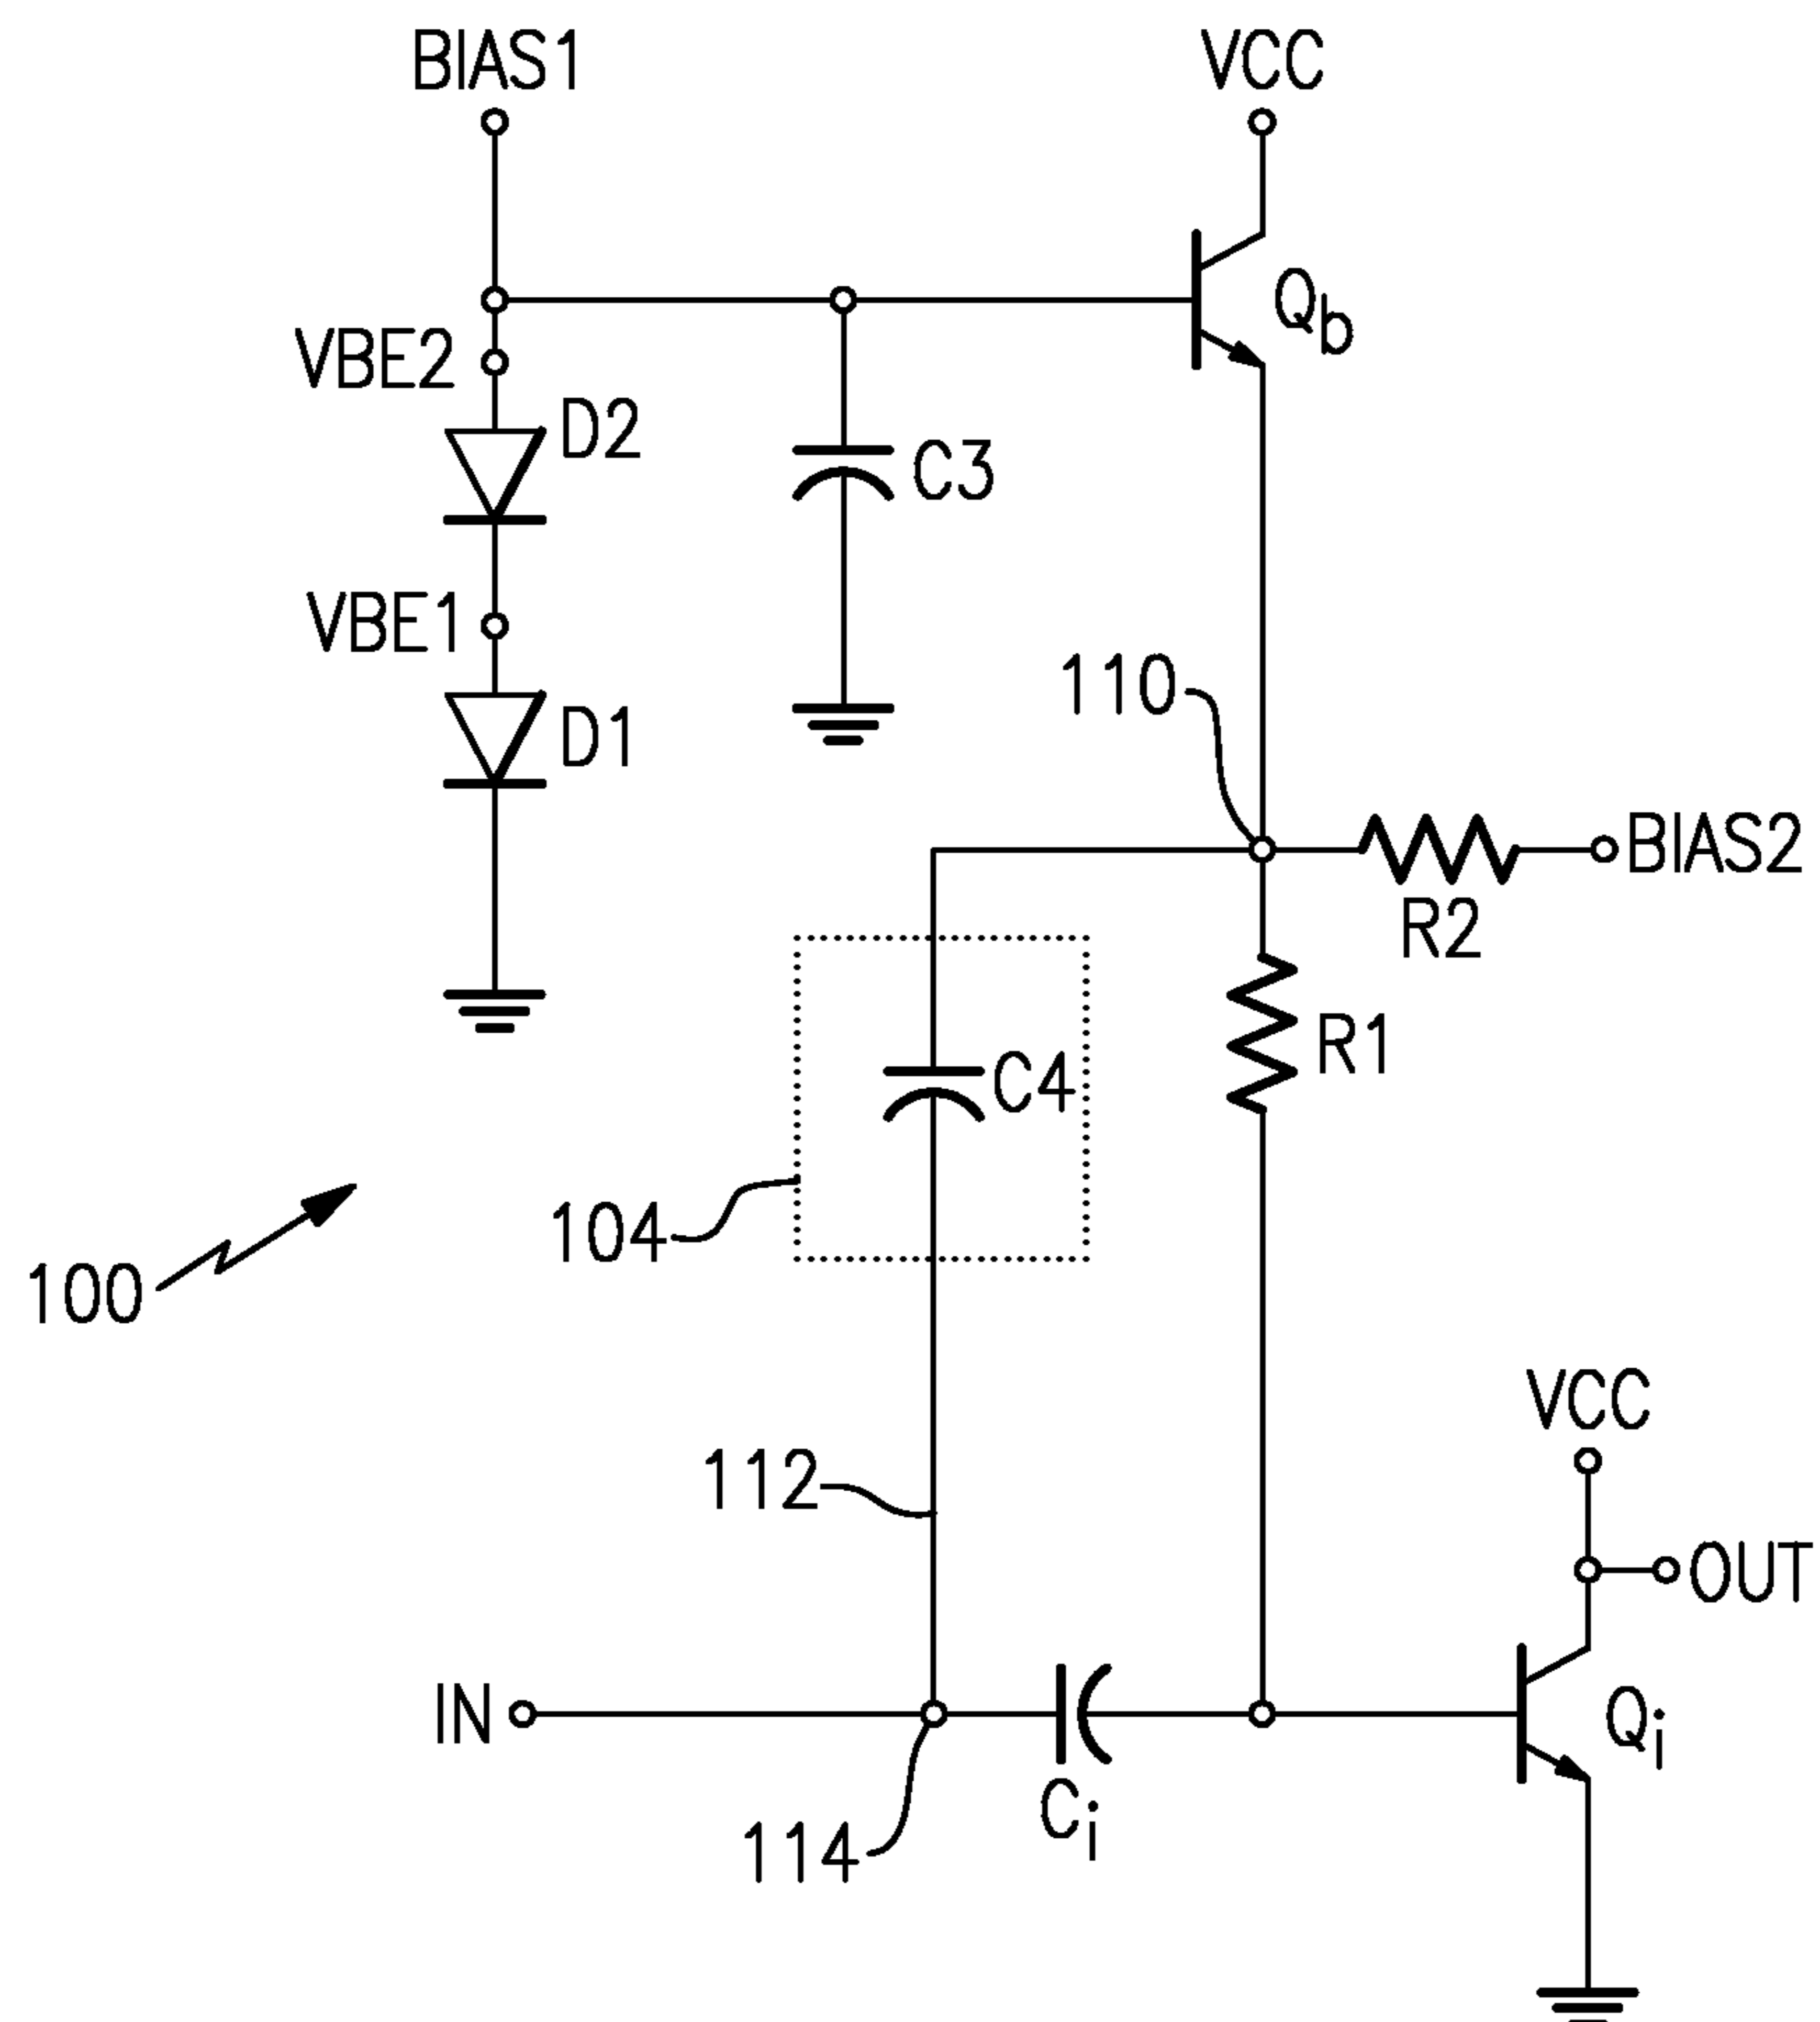 BIAS1
VCC
Qb
VBE2
D2
C3
VBE1
D1
110
BIAS2
R2
R1
C4
104
100
VCC
112
OUT
IN
Qi
Ci
114